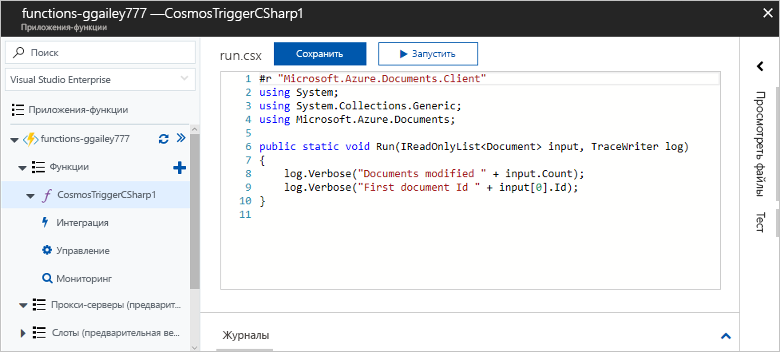 functions-ggailey777 —CosmosTriggerCSharp1
Приложения-функции
Поиск
Visual Studio Enterprise
Приложения-функции
functions-ggailey777
Функции
CosmosTriggerCSharp1
Интеграция
Управление
Мониторинг
Прокси-серверы (предварит...
Слоты (предварительная ве...
run.csx
Сохранить
Запустить
1 #r "Microsoft.Azure.Documents.Client"
2 using System;
3 using System.Collections.Generic;
4 using Microsoft.Azure.Documents;
5
6 public static void Run(IReadOnlyList<Document> input, TraceWriter log)
7 {
8 log.Verbose("Documents modified " + input.Count);
9 log.Verbose("First document Id " + input[0].Id);
10 }
11
Журналы
Просмотреть файлы
Тест